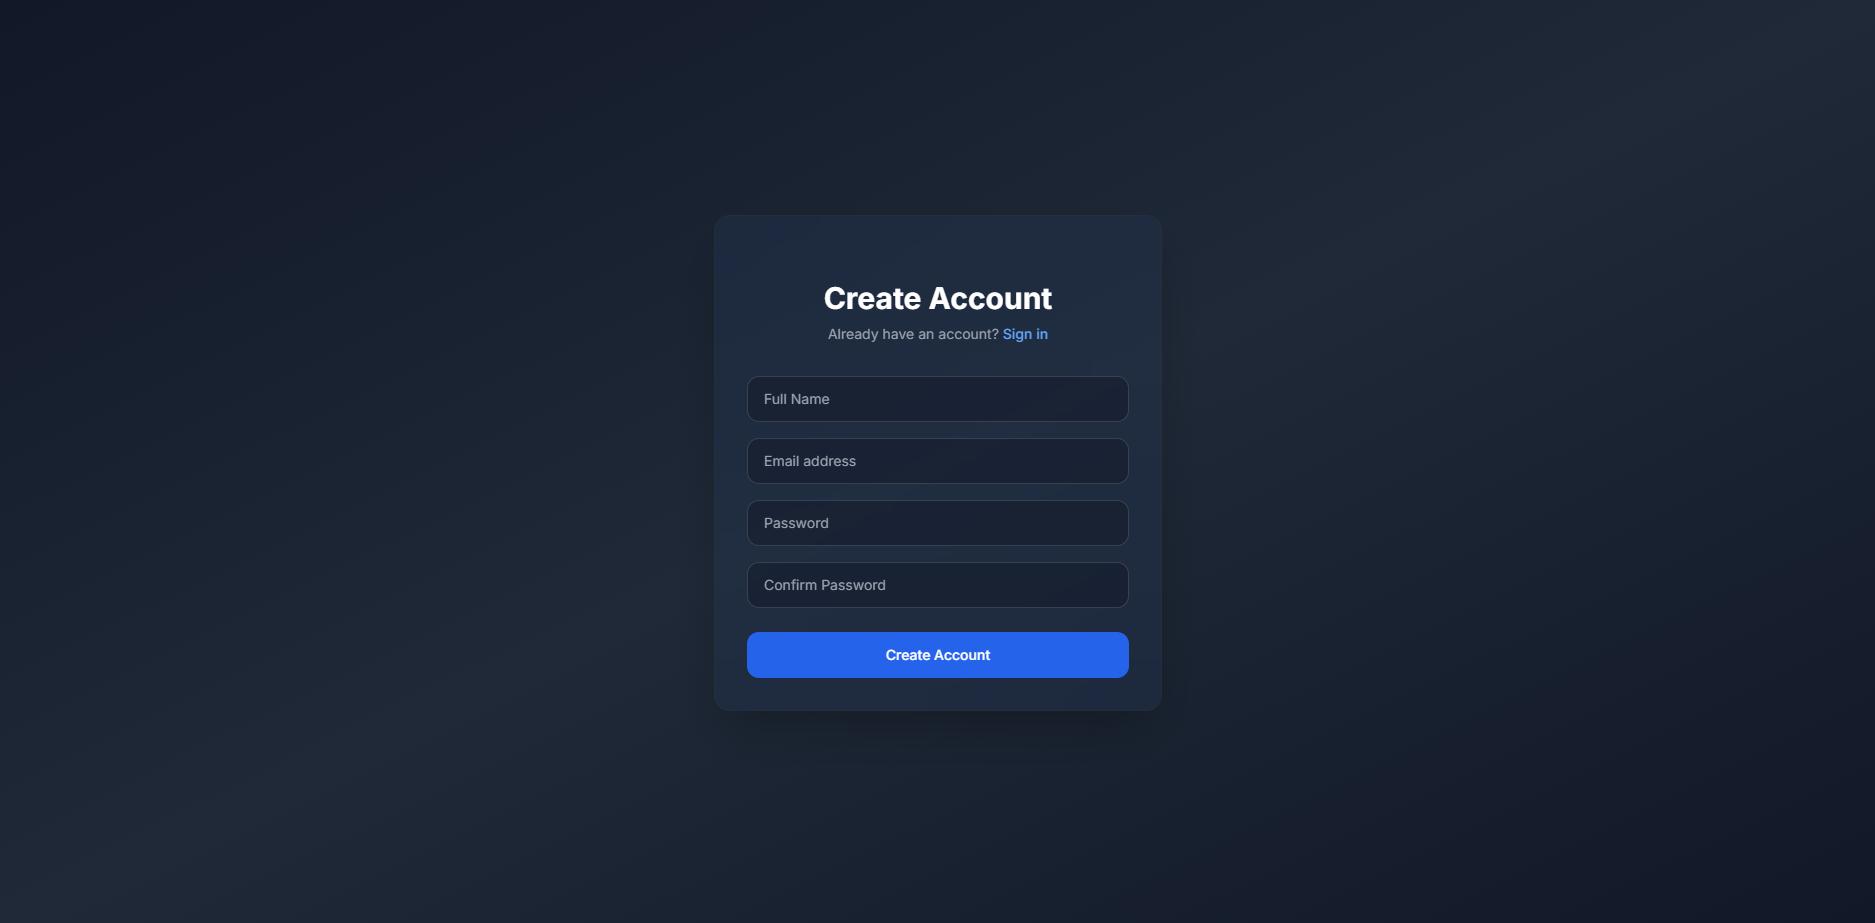 Create Account
Already have an account? Sign in
Full Name
Email address
Password
Confirm Password
Create Account